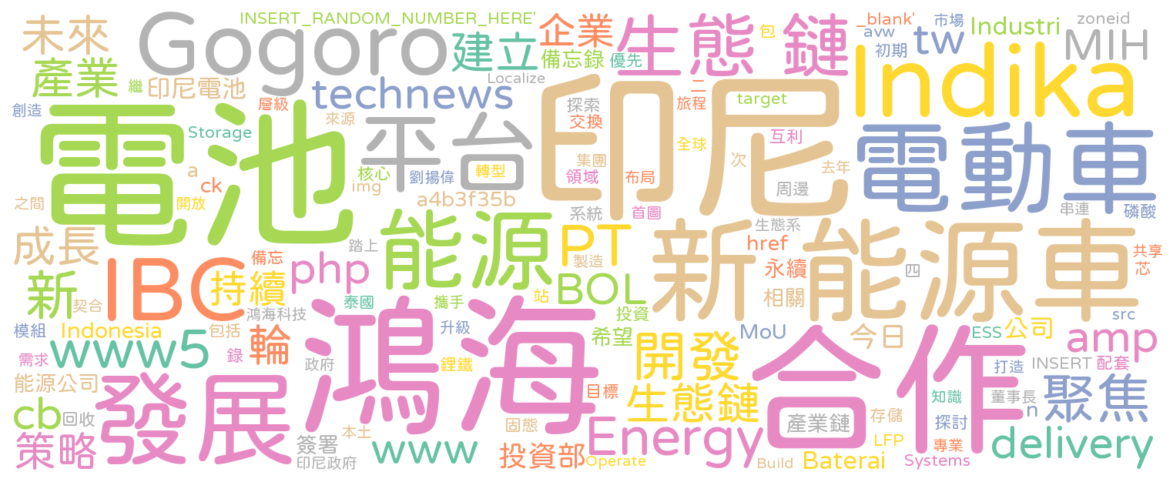 INSERT_RANDOM_NUMBER_HERE'
未來
Gogoro
建立
企業
生態鏈
包
_blank'
avw
初期
市場
tw
Industri
zoneid
MIH
產業
繼
印尼電池
technews
備忘錄
優先
Localize
Indika
創造
層級
來源
Storage
電池
平台
探索
交換
二
旅程
target
印尼
互利
全球
電動車
a
ck
img
核心
劉揚偉
轉型
集團
領域
布局
次
去年
周邊
之間
開放
a4b3f35b
系統
首圖
生態系
串連
磷酸
成長
IBC
踏上
能源
PT
製造
新能源車
href
永續
相關
四
共享
芯
新
持續
備忘
php
契合
鴻海科技
泰國
攜手
站
BOL
投資
模組
包括
Indonesia
www5
輪
鴻海
升級
希望
MoU
今日
ESS
公司
src
amp
需求
錄
政府
鋰鐵
開發
合作
打造
INSERT
配套
能源公司
發展
目標
生態鏈
知識
董事長
n
聚焦
cb
回收
本土
固態
產業鏈
存儲
探討
策略
簽署
印尼政府
www
投資部
Energy
Operate
Build
Baterai
LFP
專業
Systems
delivery